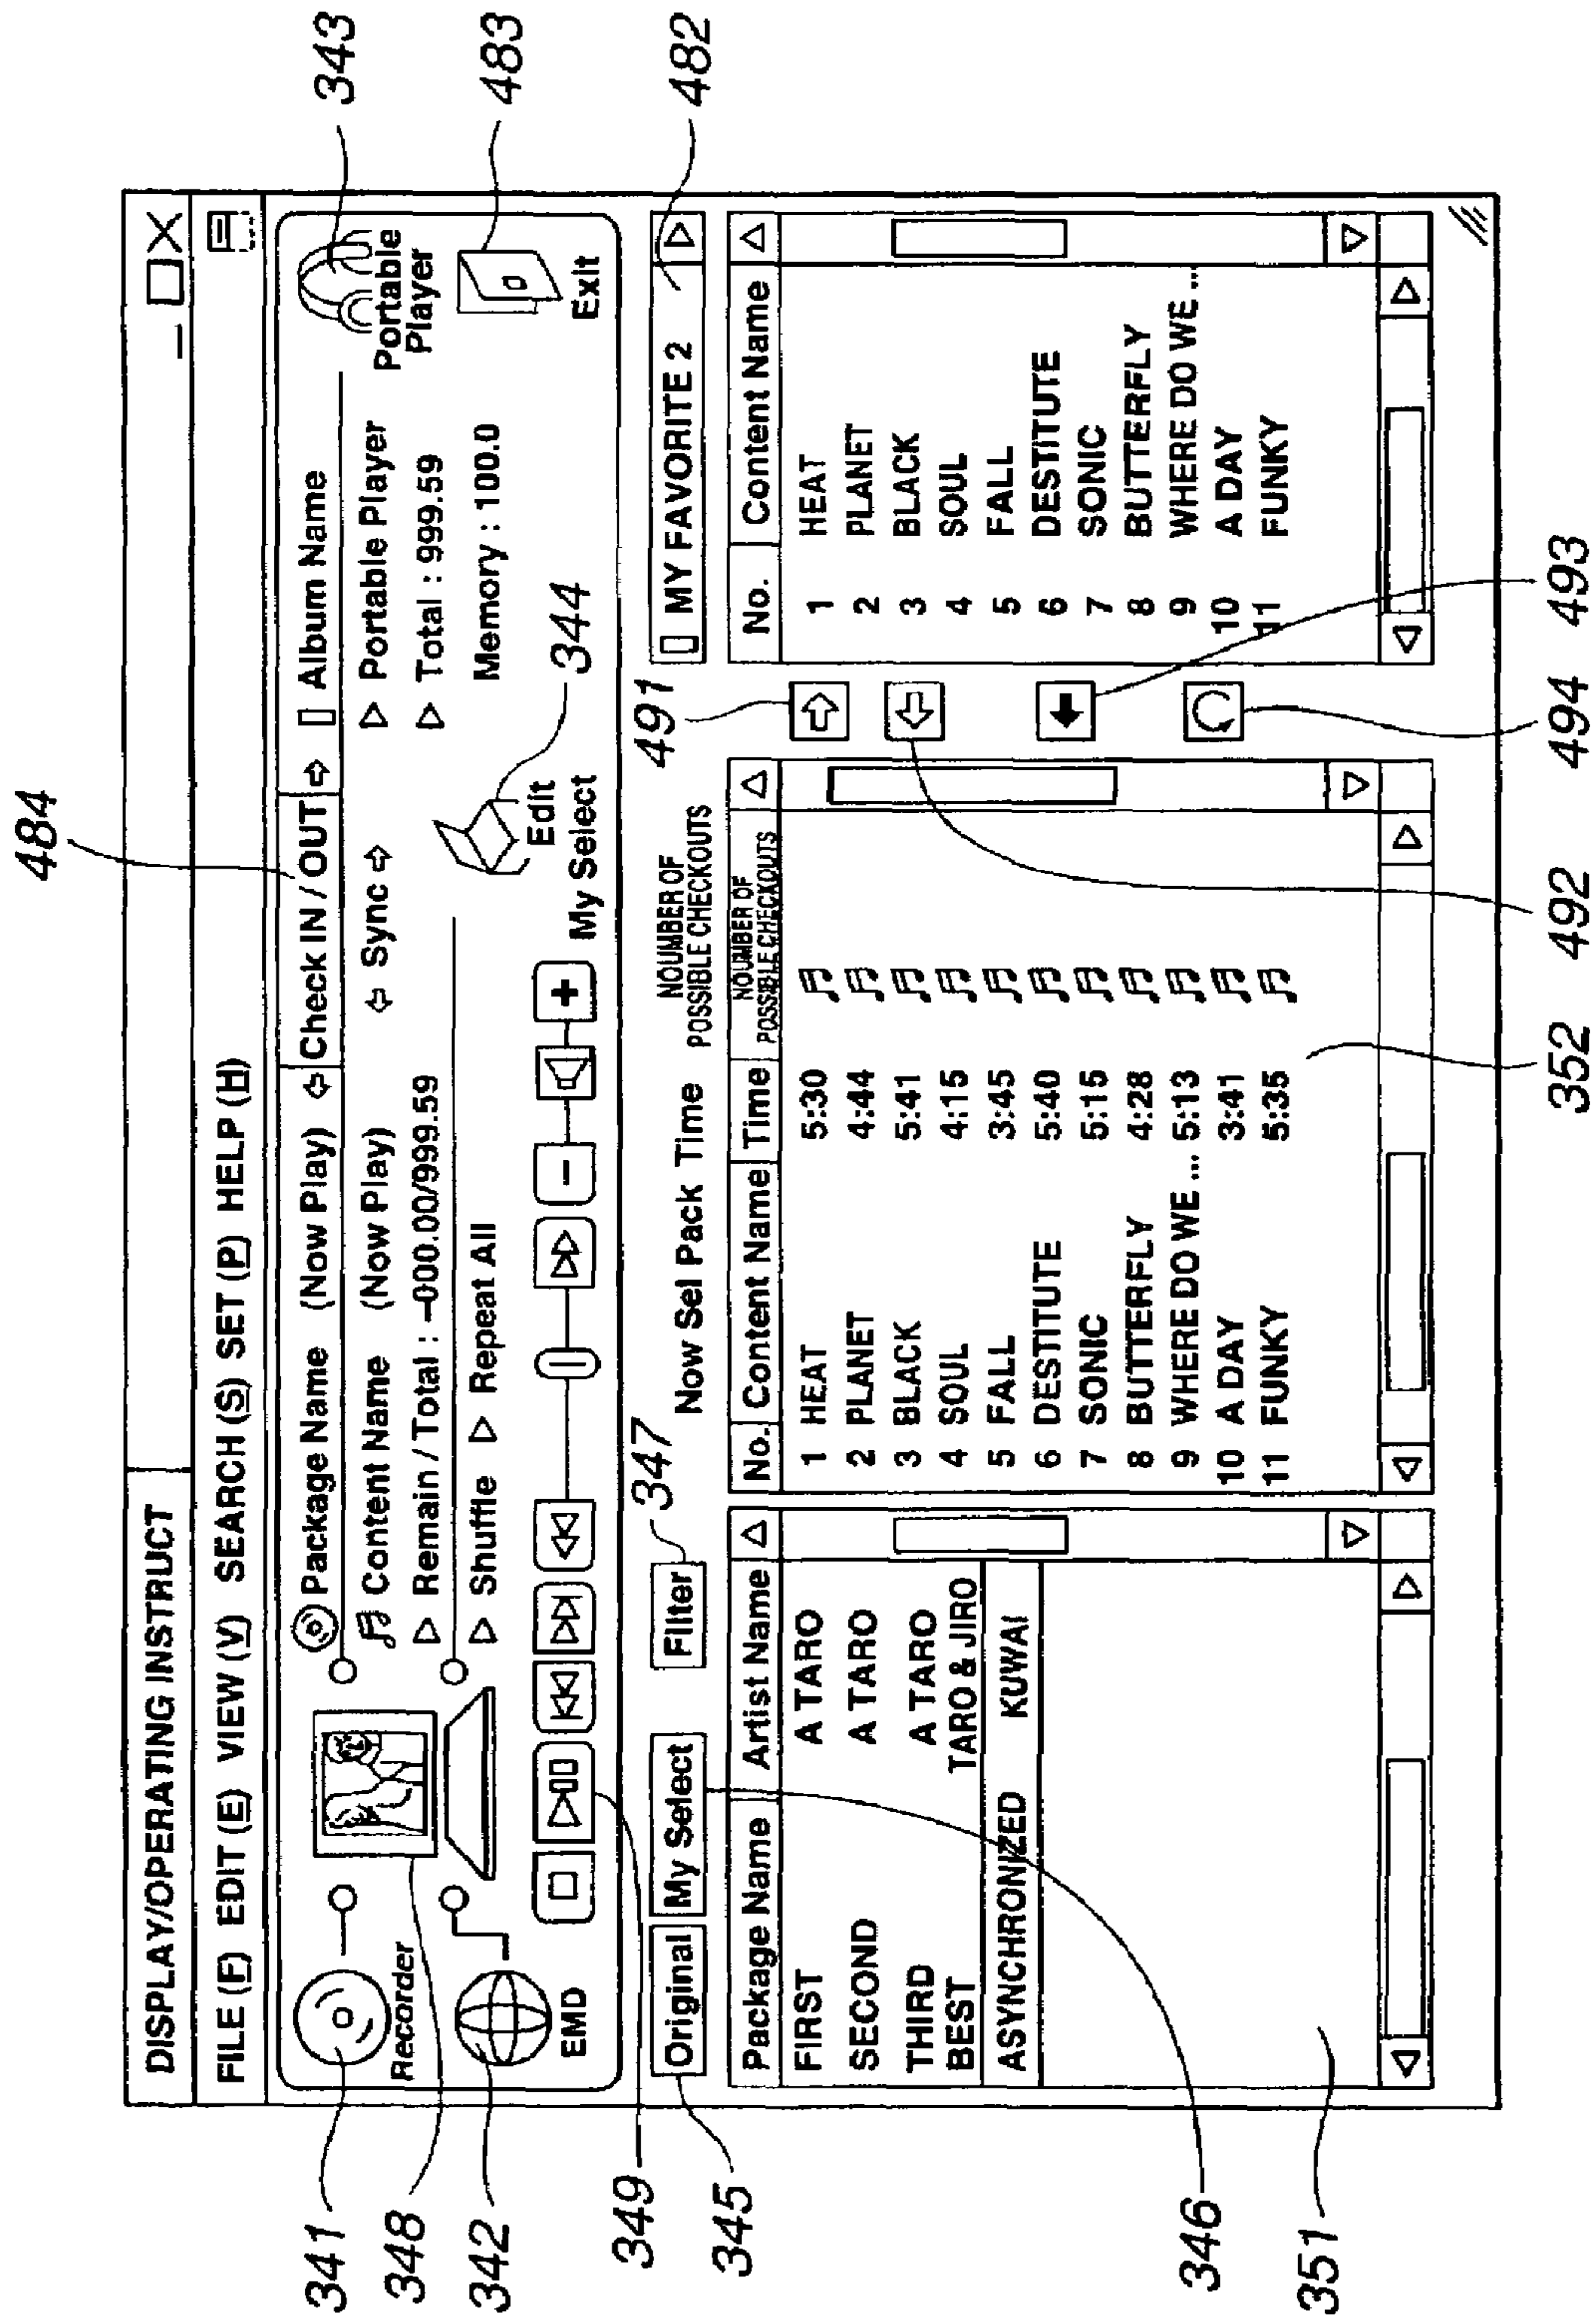 484
343
483
482
DISPLAY/OPERATING INSTRUCT
FILE (F) EDIT (E) VIEW (V) SEARCH (S) SET (P) HELP (H)
Package Name (Now Play) Check IN / OUT Album Name
Content Name (Now Play) Sync Portable Player
Remain / Total : -000.00/999.59 Total : 999.59
Memory : 100.0
Shuffle Repeat All
Recorder
EMD
Edit
My Select
Portable
Player
Exit
341
348
342
349
344
345
347
491
Original My Select Filter Now Sel Pack Time
NOUMBER OF
POSSIBLE CHECKOUTS
MY FAVORITE 2
Package Name Artist Name
FIRST A TARO
SECOND A TARO
THIRD A TARO
BEST TARO & JIRO
ASYNCHRONIZED KUWAI
No. Content Name Time NOUMBER OF
POSSIBLE CHECKOUTS
1 HEAT 5:30
2 PLANET 4:44
3 BLACK 5:41
4 SOUL 4:15
5 FALL 3:45
6 DESTITUTE 5:40
7 SONIC 5:15
8 BUTTERFLY 4:28
9 WHERE DO WE ... 5:13
10 A DAY 3:41
11 FUNKY 5:35
No. Content Name
1 HEAT
2 PLANET
3 BLACK
4 SOUL
5 FALL
6 DESTITUTE
7 SONIC
8 BUTTERFLY
9 WHERE DO WE ...
10 A DAY
11 FUNKY
346
351
352
492
494
493